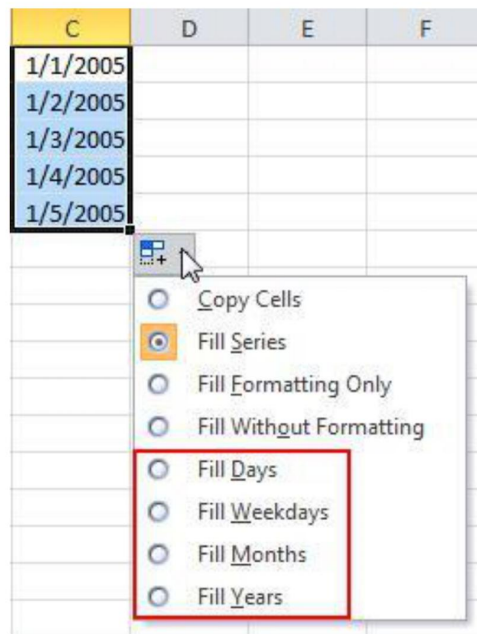 C D E F
1/1/2005
1/2/2005
1/3/2005
1/4/2005
1/5/2005
Copy Cells
Fill Series
Fill Formatting Only
Fill Without Formatting
Fill Days
Fill Weekdays
Fill Months
Fill Years